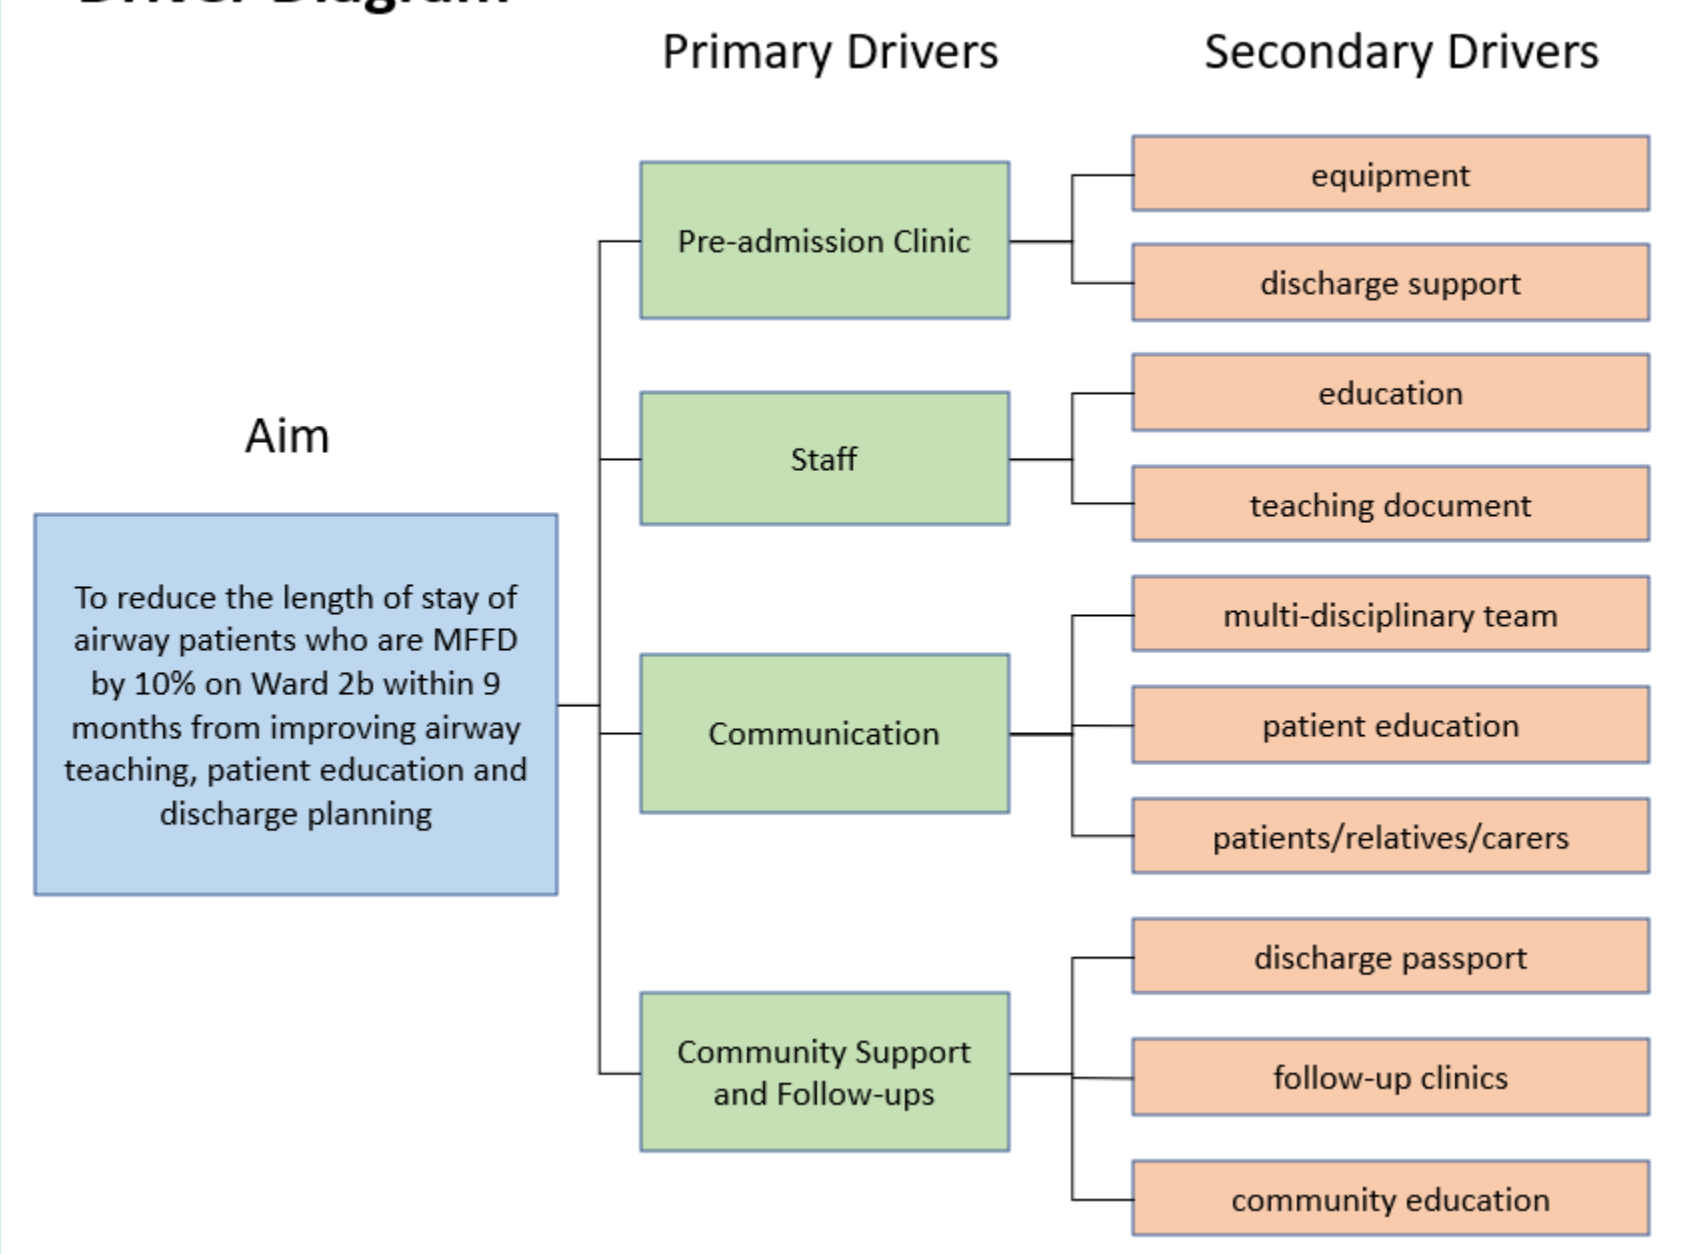 Driver Diagram
Primary Drivers
Secondary Drivers
Aim
To reduce the length of stay of
airway patients who are MFFD
by 10% on Ward 2b within 9
months from improving airway
teaching, patient education and
discharge planning
Pre-admission Clinic
equipment
discharge support
Staff
education
teaching document
Communication
multi-disciplinary team
patient education
patients/relatives/carers
Community Support
and Follow-ups
discharge passport
follow-up clinics
community education